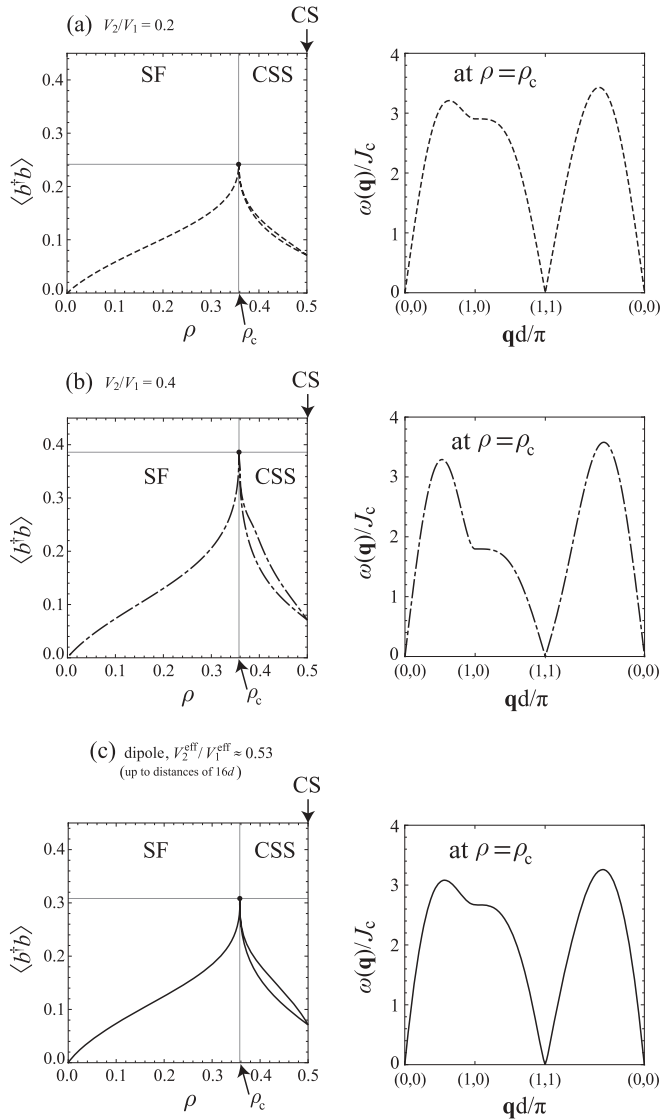 (a) V₂/V₁ = 0.2
CS
SF
CSS
⟨b†b⟩
0.4
0.3
0.2
0.1
0.0
0.0 0.1 0.2 0.3 0.4 0.5
ρ
ρc
at ρ = ρc
ω(q)/Jc
4
3
2
1
0
(0,0) (1,0) (1,1) (0,0)
qd/π
(b) V₂/V₁ = 0.4
CS
SF
CSS
⟨b†b⟩
0.4
0.3
0.2
0.1
0.0
0.0 0.1 0.2 0.3 0.4 0.5
ρ
ρc
at ρ = ρc
ω(q)/Jc
4
3
2
1
0
(0,0) (1,0) (1,1) (0,0)
qd/π
(c) dipole, V₂ᵉᶠᶠ/V₁ᵉᶠᶠ ≈ 0.53
(up to distances of 16d)
CS
SF
CSS
⟨b†b⟩
0.4
0.3
0.2
0.1
0.0
0.0 0.1 0.2 0.3 0.4 0.5
ρ
ρc
at ρ = ρc
ω(q)/Jc
4
3
2
1
0
(0,0) (1,0) (1,1) (0,0)
qd/π